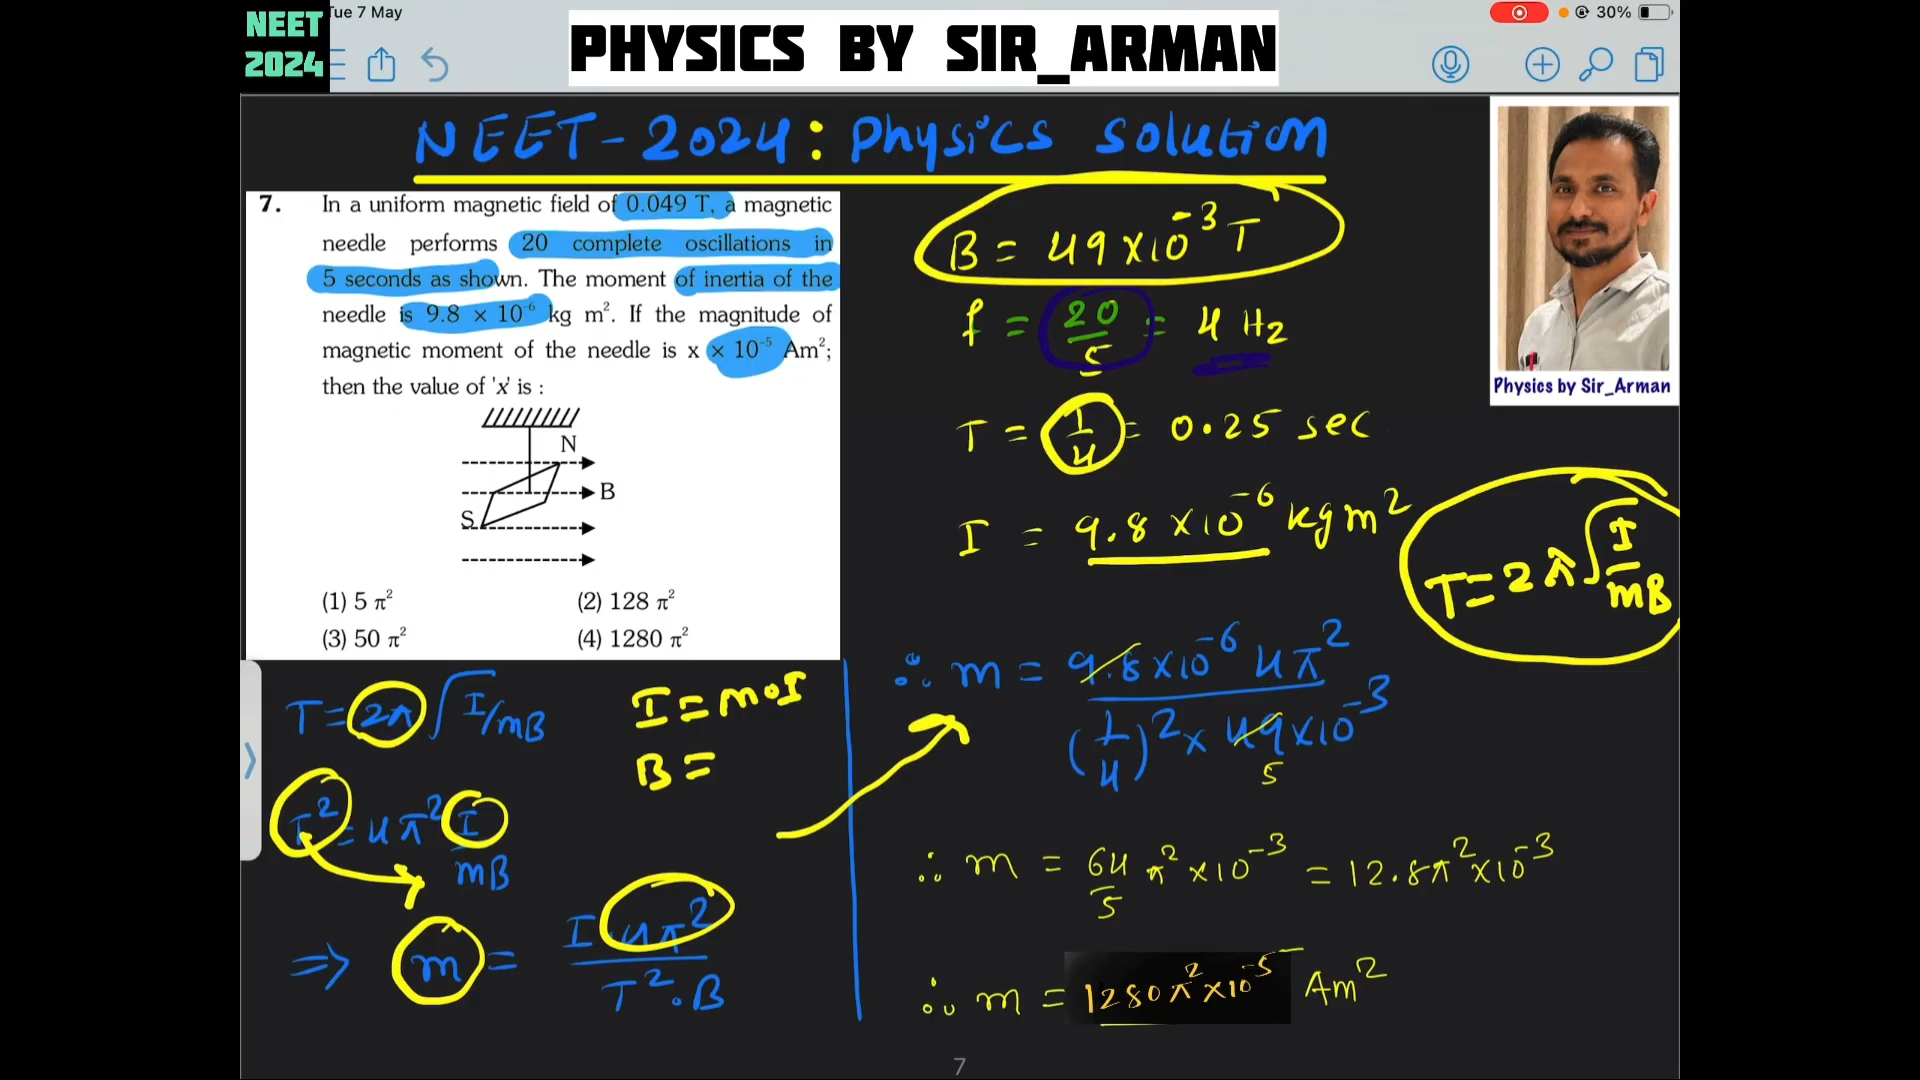 NEET
2024
Tue 7 May
PHYSICS BY SIR_ARMAN
30%
NEET-2024: Physics solution
7. In a uniform magnetic field of 0.049 T, a magnetic
needle performs 20 complete oscillations in
5 seconds as shown. The moment of inertia of the
needle is 9.8 × 10⁻⁶ kg m². If the magnitude of
magnetic moment of the needle is x × 10⁻⁵ Am²;
then the value of 'x' is :
N
B
S
(1) 5 π² (2) 128 π²
(3) 50 π² (4) 1280 π²
B = 49×10⁻³ T
f = 20/5 = 4 Hz
T = 1/4 = 0.25 sec
I = 9.8 ×10⁻⁶ kgm²
T=2π√I/mB
Physics by Sir_Arman
T=2π√I/mB
I = MOI
B =
T² = 4π² I/mB
⇒ m = I 4π²/T².B
∴ m = 9.8×10⁻⁶ 4π²/(1/4)² × 49×10⁻³
5
∴ m = 64/5 π² ×10⁻³ = 12.8π²×10⁻³
∴ m = 1280π²×10⁻⁵ Am²
7